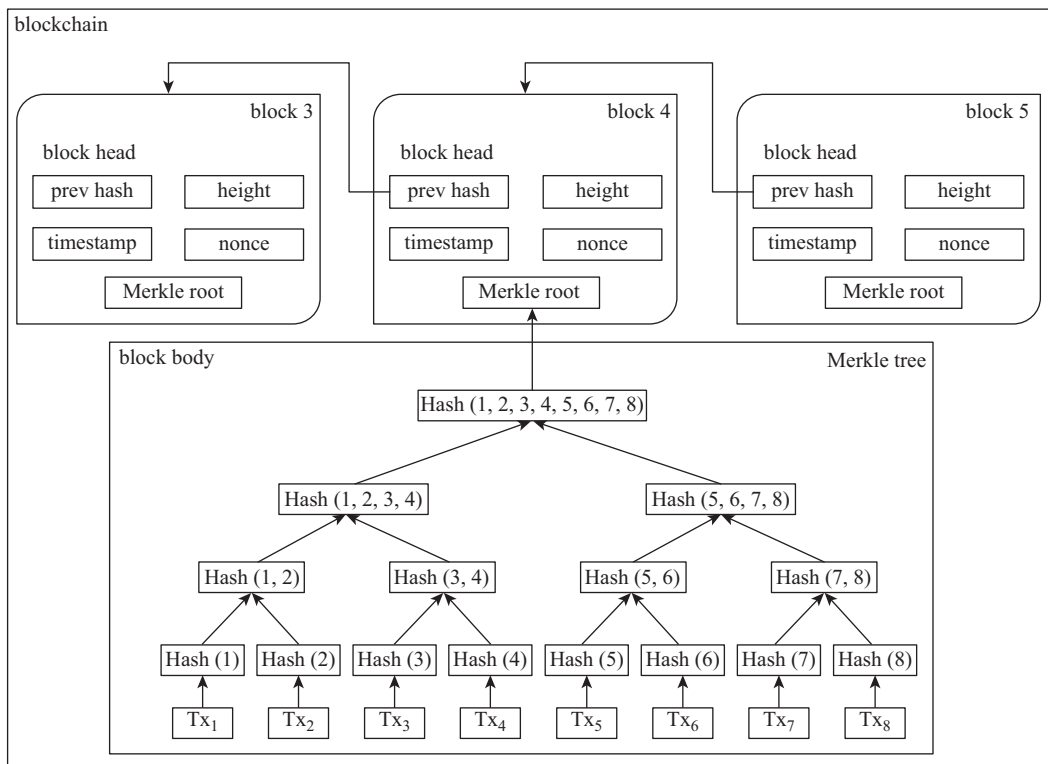 blockchain
block 3
block head
prev hash
height
timestamp
nonce
Merkle root
block 4
block head
prev hash
height
timestamp
nonce
Merkle root
block 5
block head
prev hash
height
timestamp
nonce
Merkle root
block body
Merkle tree
Hash (1, 2, 3, 4, 5, 6, 7, 8)
Hash (1, 2, 3, 4)
Hash (5, 6, 7, 8)
Hash (1, 2)
Hash (3, 4)
Hash (5, 6)
Hash (7, 8)
Hash (1)
Hash (2)
Hash (3)
Hash (4)
Hash (5)
Hash (6)
Hash (7)
Hash (8)
Tx₁
Tx₂
Tx₃
Tx₄
Tx₅
Tx₆
Tx₇
Tx₈